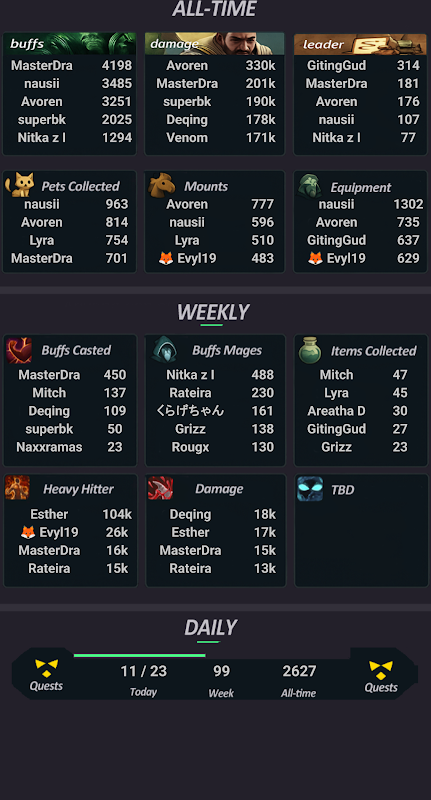 ALL-TIME
buffs
MasterDra 4198
nausii 3485
Avoren 3251
superbk 2025
Nitka z l 1294
damage
Avoren 330k
MasterDra 201k
superbk 190k
Deqing 178k
Venom 171k
leader
GitingGud 314
MasterDra 181
Avoren 176
nausii 107
Nitka z l 77
Pets Collected
nausii 963
Avoren 814
Lyra 754
MasterDra 701
Mounts
Avoren 777
nausii 596
Lyra 510
🦊 Evyl19 483
Equipment
nausii 1302
Avoren 735
GitingGud 637
🦊 Evyl19 629
WEEKLY
Buffs Casted
MasterDra 450
Mitch 137
Deqing 109
superbk 50
Naxxramas 23
Buffs Mages
Nitka z l 488
Rateira 230
くらげちゃん 161
Grizz 138
Rougx 130
Items Collected
Mitch 47
Lyra 45
Areatha D 30
GitingGud 27
Grizz 23
Heavy Hitter
Esther 104k
🦊 Evyl19 26k
MasterDra 16k
Rateira 15k
Damage
Deqing 18k
Esther 17k
MasterDra 15k
Rateira 13k
TBD
DAILY
Quests
11 / 23
Today
99
Week
2627
All-time
Quests